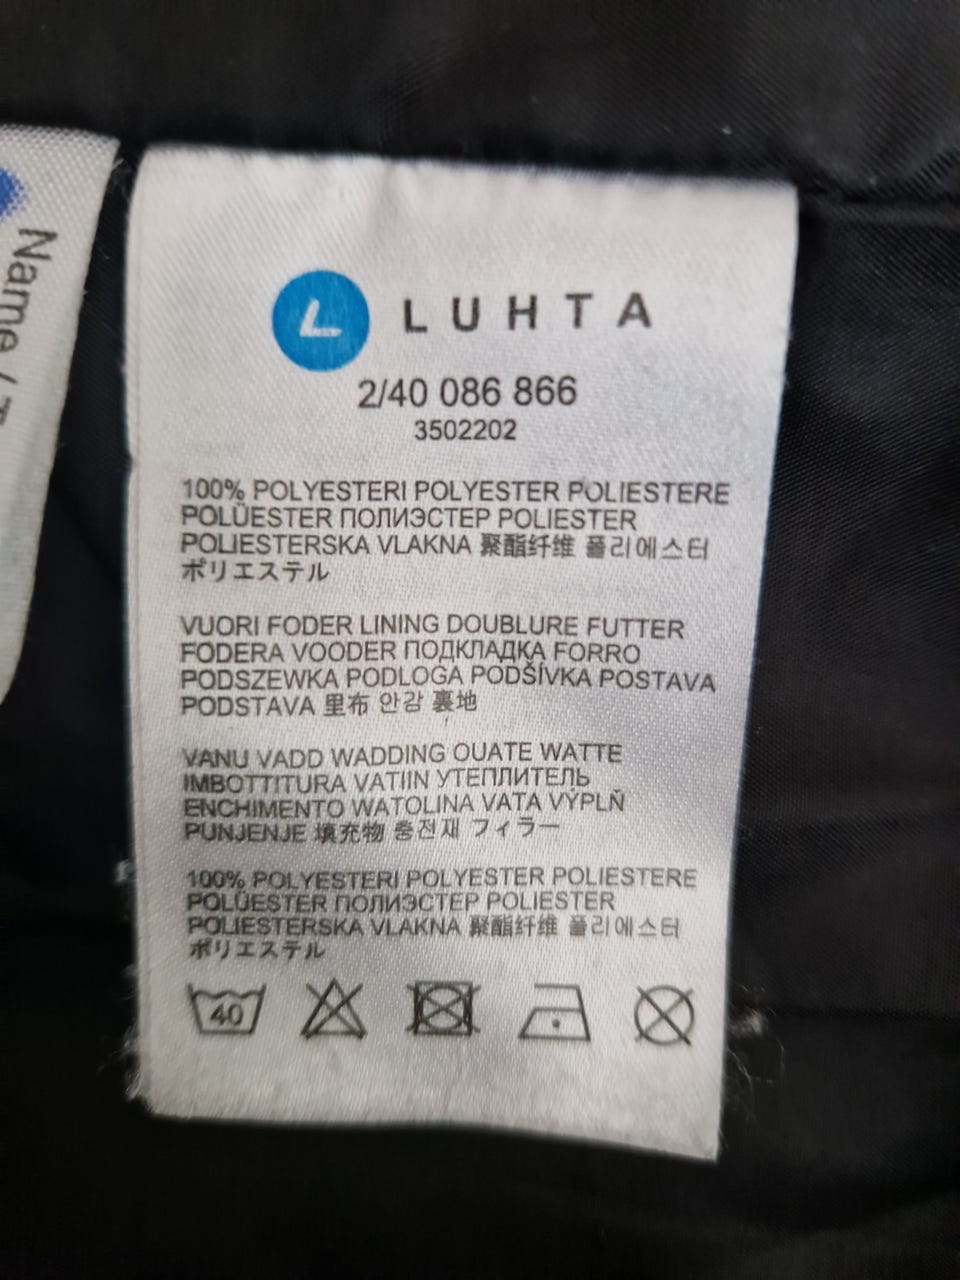 Name /
L LUHTA
2/40 086 866
3502202
100% POLYESTERI POLYESTER POLIESTERE
POLÜESTER ПОЛИЭСТЕР POLIESTER
POLIESTERSKA VLAKNA 聚酯纤维 폴리에스터
ポリエステル
VUORI FODER LINING DOUBLURE FUTTER
FODERA VOODER ПОДКЛАДКА FORRO
PODSZEWKA PODLOGA PODŠÍVKA POSTAVA
PODSTAVA 里布 안감 裏地
VANU VADD WADDING OUATE WATTE
IMBOTTITURA VATIIN УТЕПЛИТЕЛЬ
ENCHIMENTO WATOLINA VATA VÝPLŇ
PUNJENJE 填充物 충전재 フィラー
100% POLYESTERI POLYESTER POLIESTERE
POLÜESTER ПОЛИЭСТЕР POLIESTER
POLIESTERSKA VLAKNA 聚酯纤维 폴리에스터
ポリエステル
40